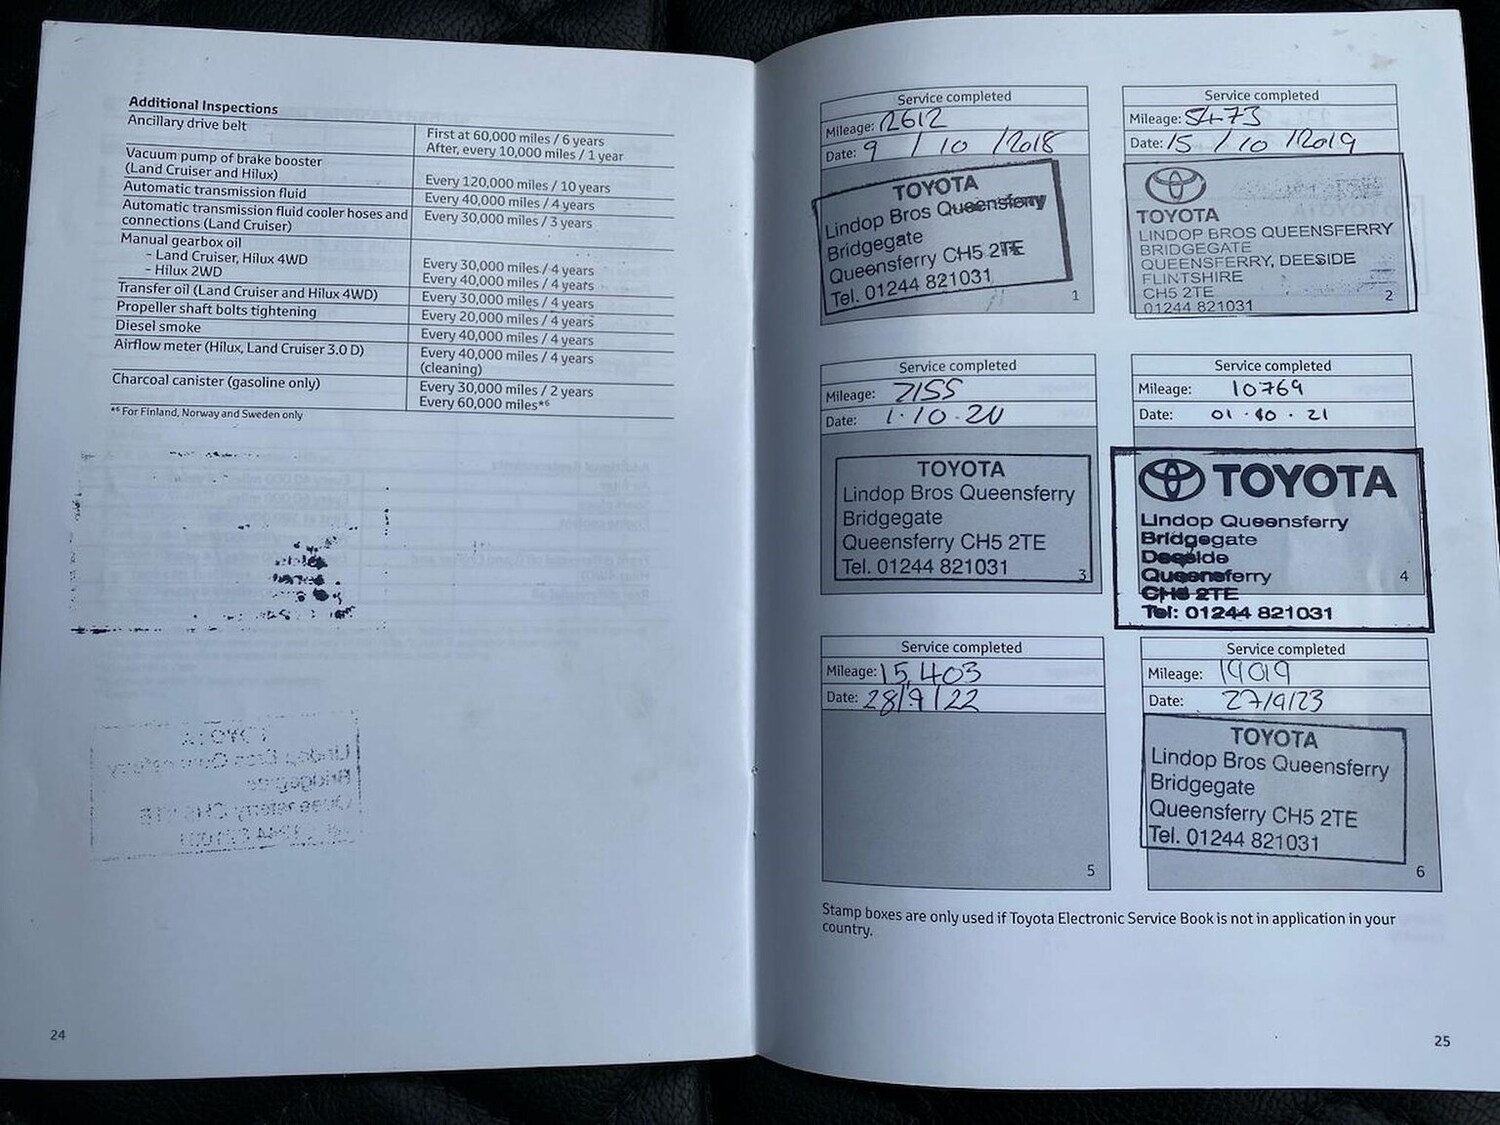 Additional Inspections
Ancillary drive belt
First at 60,000 miles / 6 years
After, every 10,000 miles / 1 year
Vacuum pump of brake booster
(Land Cruiser and Hilux)
Every 120,000 miles / 10 years
Automatic transmission fluid
Every 40,000 miles / 4 years
Automatic transmission fluid cooler hoses and
connections (Land Cruiser)
Every 30,000 miles / 3 years
Manual gearbox oil
- Land Cruiser, Hilux 4WD
Every 30,000 miles / 4 years
- Hilux 2WD
Every 40,000 miles / 4 years
Transfer oil (Land Cruiser and Hilux 4WD)
Every 30,000 miles / 4 years
Propeller shaft bolts tightening
Every 20,000 miles / 4 years
Diesel smoke
Every 40,000 miles / 4 years
Airflow meter (Hilux, Land Cruiser 3.0 D)
Every 40,000 miles / 4 years
(cleaning)
Charcoal canister (gasoline only)
Every 30,000 miles / 2 years
Every 60,000 miles*6
*6 For Finland, Norway and Sweden only
24
Service completed
Mileage: 2612
Date: 9 / 10 / 2018
TOYOTA
Lindop Bros Queensferry
Bridgegate
Queensferry CH5 2TE
Tel. 01244 821031
1
Service completed
Mileage: 5473
Date: 15 / 10 / 2019
TOYOTA
LINDOP BROS QUEENSFERRY
BRIDGEGATE
QUEENSFERRY, DEESIDE
FLINTSHIRE
CH5 2TE
01244 821031
2
Service completed
Mileage: 7155
Date: 1.10.20
TOYOTA
Lindop Bros Queensferry
Bridgegate
Queensferry CH5 2TE
Tel. 01244 821031
3
Service completed
Mileage: 10769
Date: 01.10.21
TOYOTA
Lindop Queensferry
Bridgegate
Deeside
Queensferry
CH5 2TE
Tel: 01244 821031
4
Service completed
Mileage: 15,403
Date: 28/9/22
5
Service completed
Mileage: 19019
Date: 27/9/23
TOYOTA
Lindop Bros Queensferry
Bridgegate
Queensferry CH5 2TE
Tel. 01244 821031
6
Stamp boxes are only used if Toyota Electronic Service Book is not in application in your
country.
25